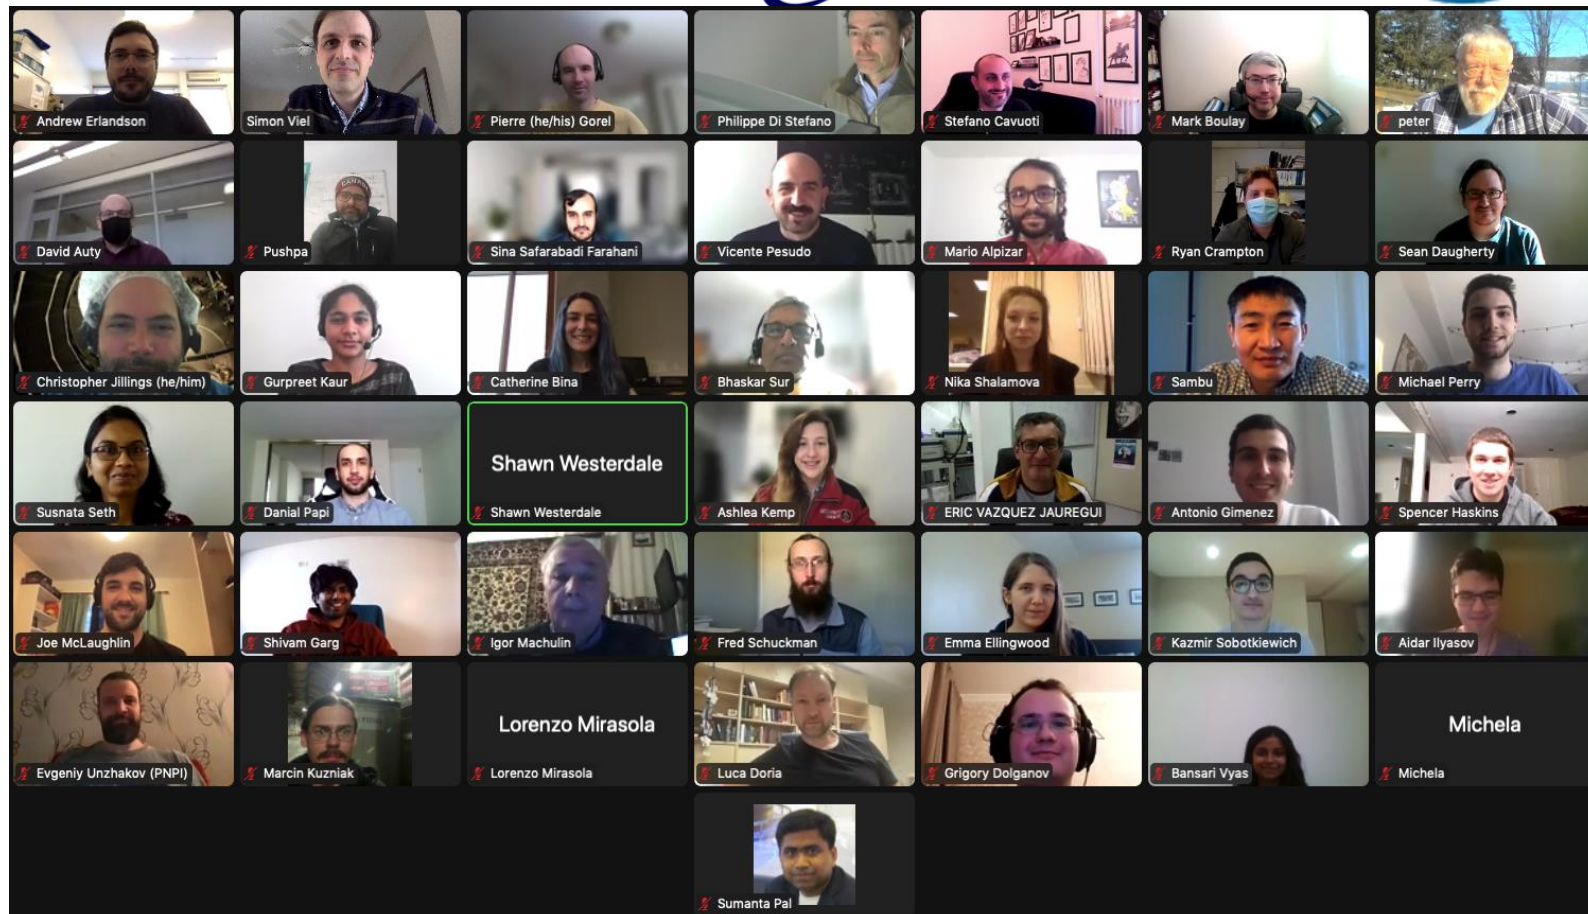 Andrew Erlandson
Simon Viel
Pierre (he/his) Gorel
Philippe Di Stefano
Stefano Cavuoti
Mark Boulay
peter
David Auty
Pushpa
Sina Safarabadi Farahani
Vicente Pesudo
Mario Alpizar
Ryan Crampton
Sean Daugherty
Christopher Jillings (he/him)
Gurpreet Kaur
Catherine Bina
Bhaskar Sur
Nika Shalamova
Sambu
Michael Perry
Susnata Seth
Danial Papi
Shawn Westerdale
Shawn Westerdale
Ashlea Kemp
ERIC VAZQUEZ JAUREGUI
Antonio Gimenez
Spencer Haskins
Joe McLaughlin
Shivam Garg
Igor Machulin
Fred Schuckman
Emma Ellingwood
Kazmir Sobotkiewich
Aidar Ilyasov
Evgeniy Unzhakov (PNPI)
Marcin Kuzniak
Lorenzo Mirasola
Lorenzo Mirasola
Luca Doria
Grigory Dolganov
Bansari Vyas
Michela
Michela
Sumanta Pal